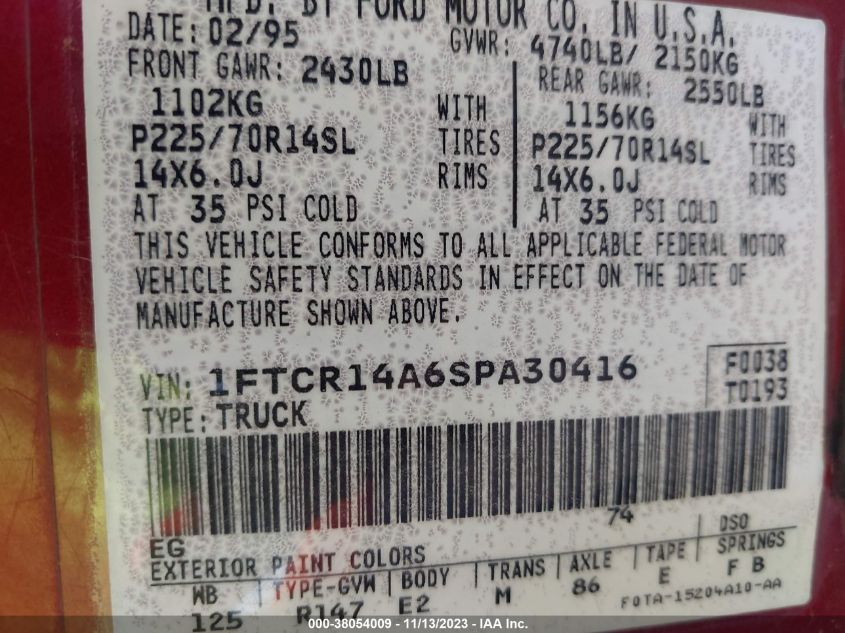 MFD. BY FORD MOTOR CO. IN U.S.A.
DATE: 02/95 GVWR: 4740LB/ 2150KG
FRONT GAWR: 2430LB REAR GAWR: 2550LB
1102KG WITH 1156KG WITH
P225/70R14SL TIRES P225/70R14SL TIRES
14X6.0J RIMS 14X6.0J RIMS
AT 35 PSI COLD AT 35 PSI COLD
THIS VEHICLE CONFORMS TO ALL APPLICABLE FEDERAL MOTOR
VEHICLE SAFETY STANDARDS IN EFFECT ON THE DATE OF
MANUFACTURE SHOWN ABOVE.
VIN: 1FTCR14A6SPA30416 F0038
TYPE: TRUCK T0193
74
EG DSO
EXTERIOR PAINT COLORS
WB TYPE-GVW BODY TRANS AXLE TAPE SPRINGS
125 R147 E2 M 86 E F B
F0TA-15204A10-AA
000-38054009 - 11/13/2023 - IAA Inc.